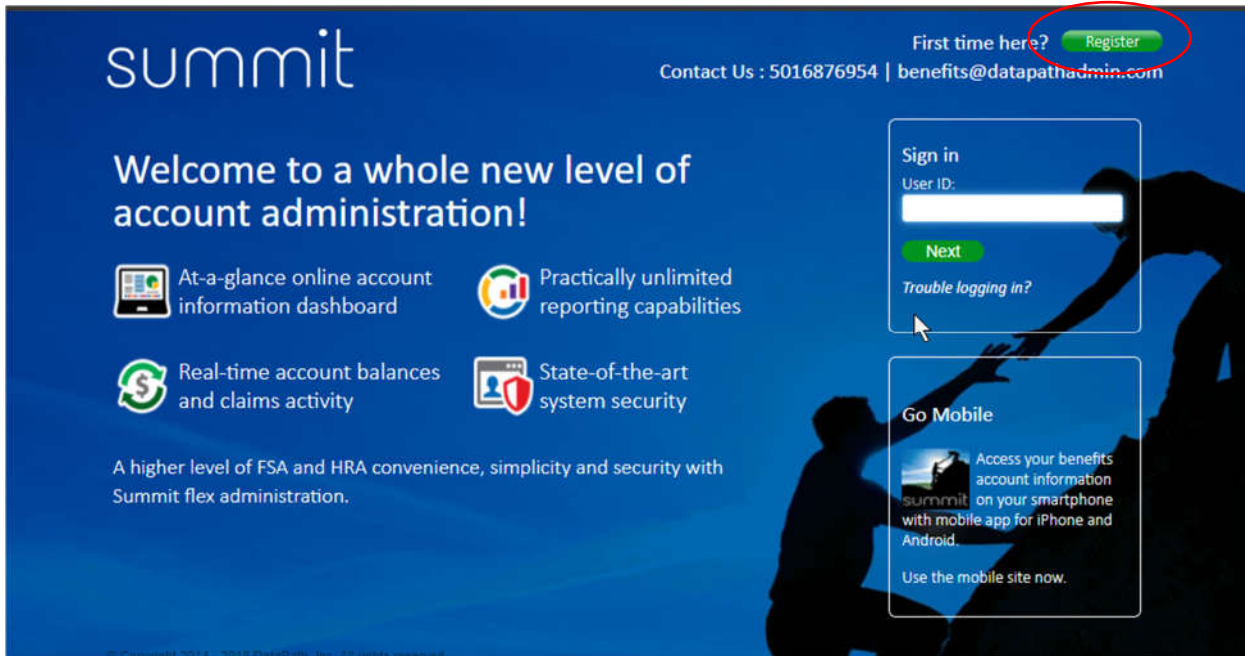 summit
First time here? Register
Contact Us : 5016876954 | benefits@datapathadmin.com
Welcome to a whole new level of
account administration!
At-a-glance online account
information dashboard
Practically unlimited
reporting capabilities
Real-time account balances
and claims activity
State-of-the-art
system security
A higher level of FSA and HRA convenience, simplicity and security with
Summit flex administration.
Sign in
User ID:
Next
Trouble logging in?
Go Mobile
summit
Access your benefits
account information
on your smartphone
with mobile app for iPhone and
Android.
Use the mobile site now.